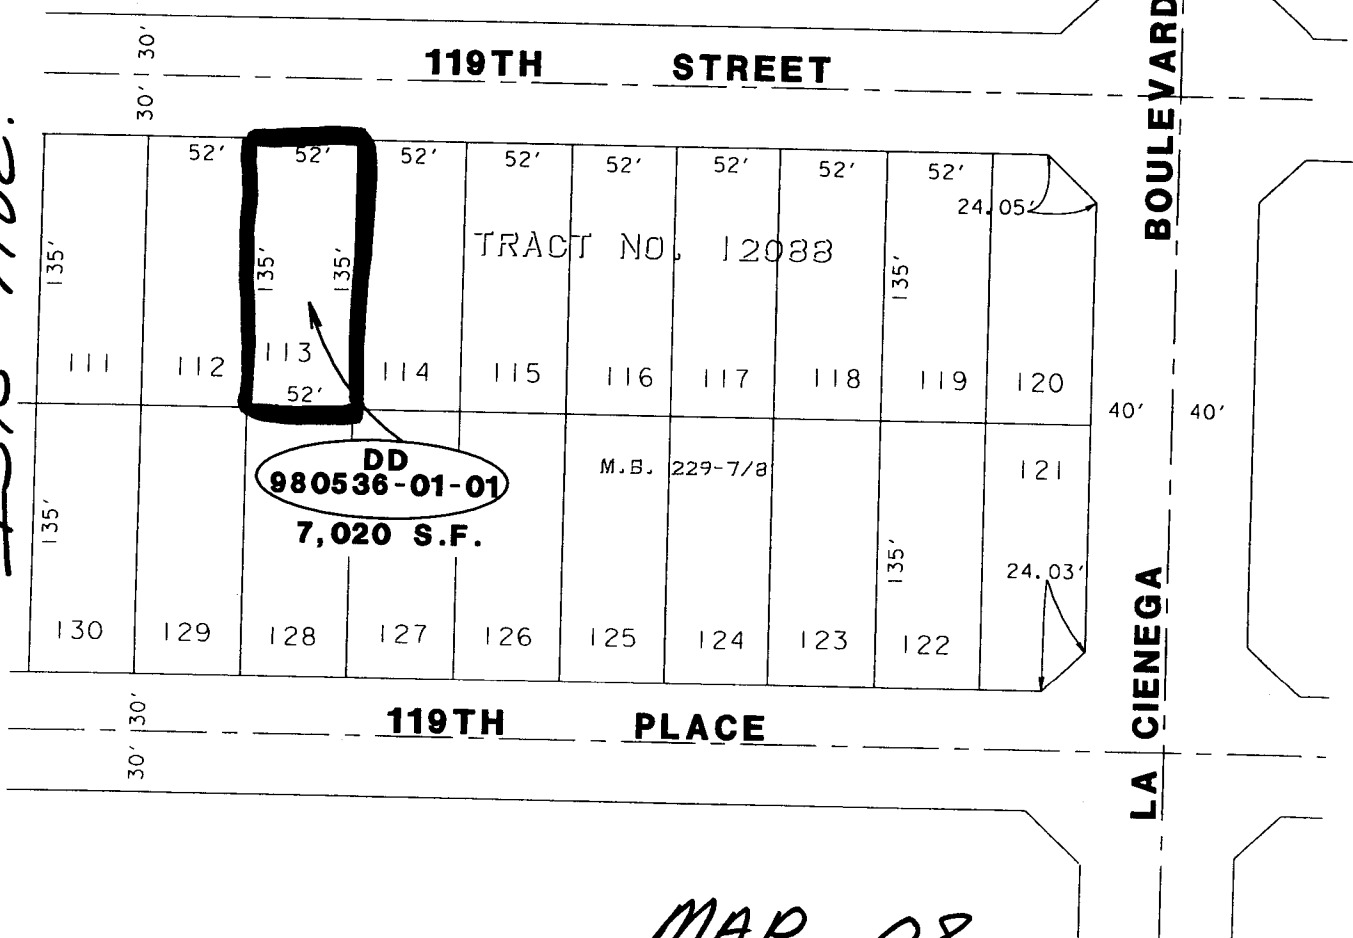 30'
30'
119TH STREET
BOULEVARD
52' 52' 52' 52' 52' 52' 52' 52'
24.05'
135' 135' 135' 135'
TRACT NO. 12088
111 112 113 114 115 116 117 118 119 120
52'
40' 40'
DD
980536-01-01
7,020 S.F.
M.B. 229-7/8
121
135' 135'
24.03'
130 129 128 127 126 125 124 123 122
LA CIENEGA
30'
30'
119TH PLACE
MAP 08